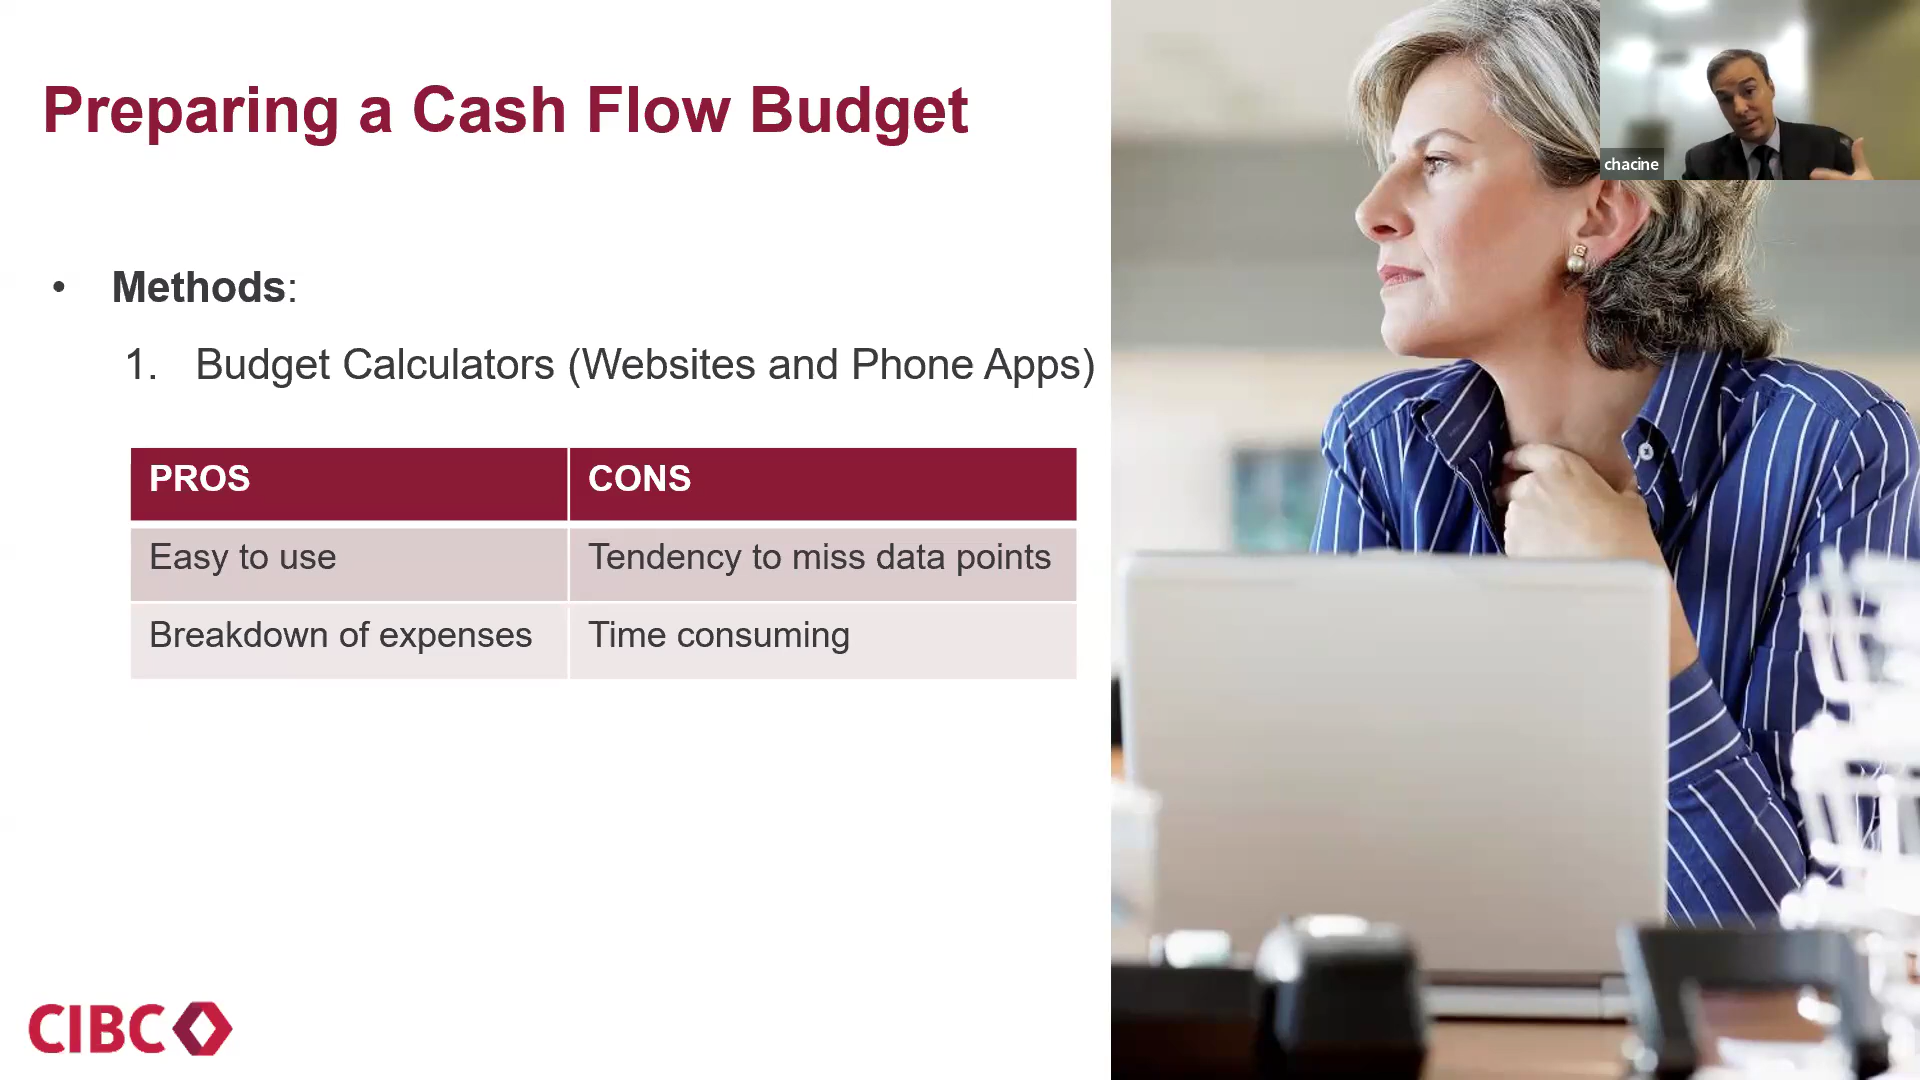 Preparing a Cash Flow Budget
chacine
• Methods:
1. Budget Calculators (Websites and Phone Apps)
PROS CONS
Easy to use Tendency to miss data points
Breakdown of expenses Time consuming
CIBC